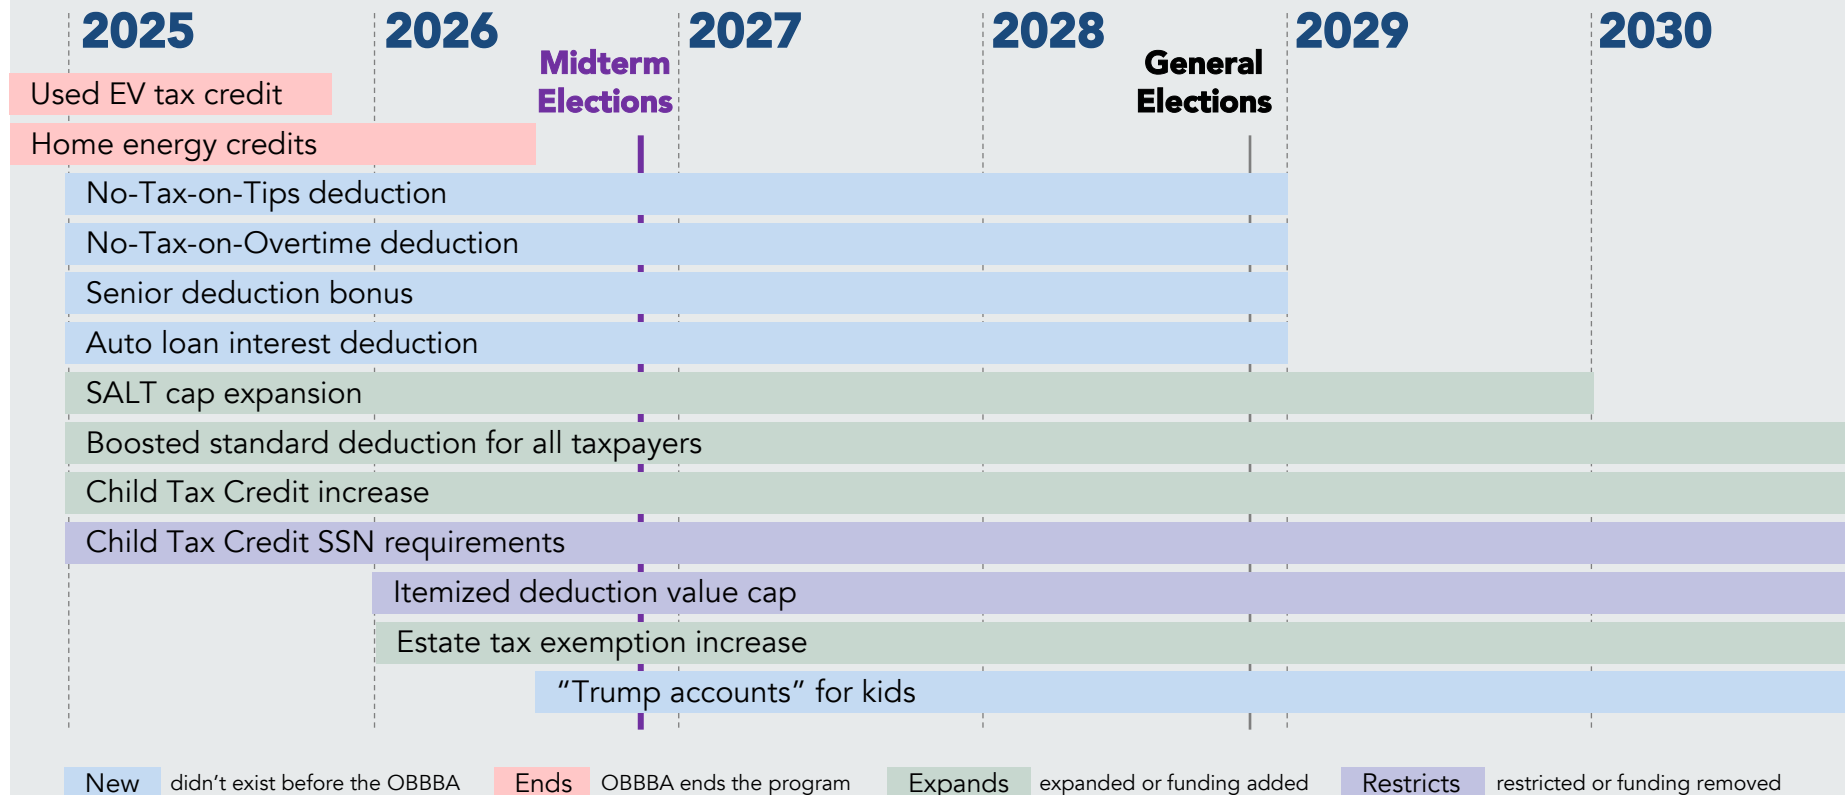 2025 2026 2027 2028 2029 2030
Midterm
Elections
General
Elections
Used EV tax credit
Home energy credits
No-Tax-on-Tips deduction
No-Tax-on-Overtime deduction
Senior deduction bonus
Auto loan interest deduction
SALT cap expansion
Boosted standard deduction for all taxpayers
Child Tax Credit increase
Child Tax Credit SSN requirements
Itemized deduction value cap
Estate tax exemption increase
“Trump accounts” for kids
New didn’t exist before the OBBBA Ends OBBBA ends the program Expands expanded or funding added Restricts restricted or funding removed